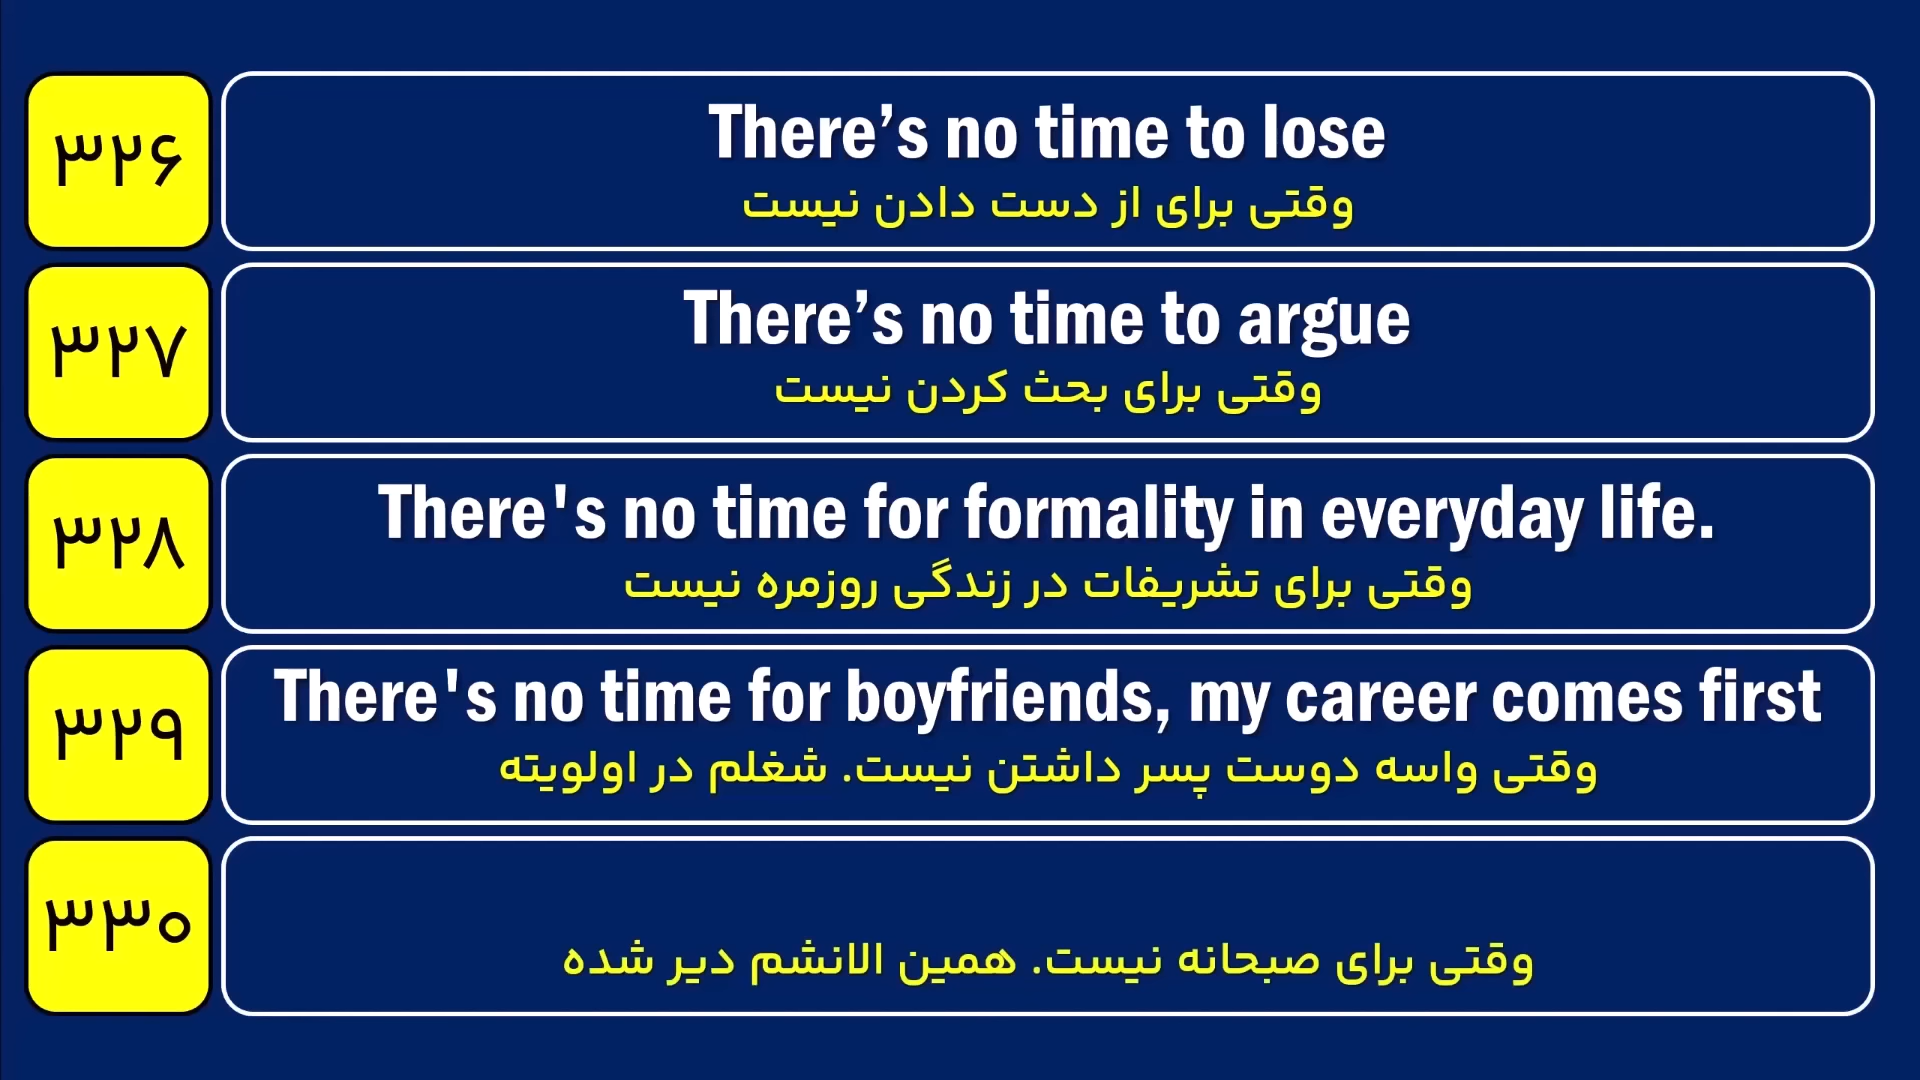 ۳۲۶
There’s no time to lose
وقتی برای از دست دادن نیست
۳۲۷
There’s no time to argue
وقتی برای بحث کردن نیست
۳۲۸
There's no time for formality in everyday life.
وقتی برای تشریفات در زندگی روزمره نیست
۳۲۹
There's no time for boyfriends, my career comes first
وقتی واسه دوست پسر داشتن نیست. شغلم در اولویته
۳۳۰
وقتی برای صبحانه نیست. همین الانشم دیر شده